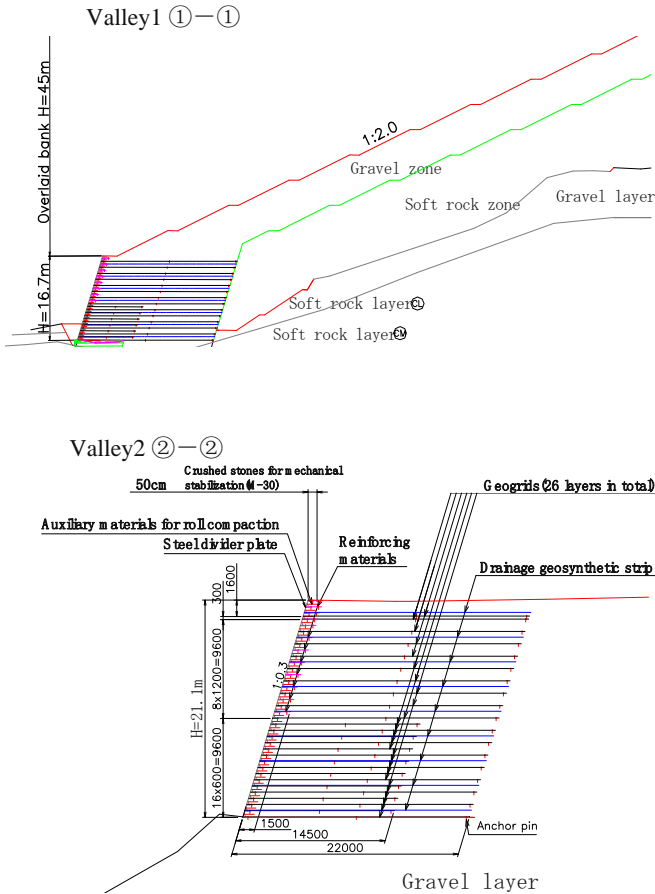 Valley1 ①－①
Overlaid bank H=45m
1:2.0
Gravel zone
Soft rock zone
Gravel layer
H=16.7m
Soft rock layer CL
Soft rock layer CM
Valley2 ②－②
50cm
Crushed stones for mechanical
stabilization (M-30)
Geogrids (26 layers in total)
Auxiliary materials for roll compaction
Steel divider plate
Reinforcing
materials
Drainage geosynthetic strip
300
1600
1:0.3
8x1200=9600
H=21.1m
16x600=9600
1500
14500
22000
Anchor pin
Gravel layer